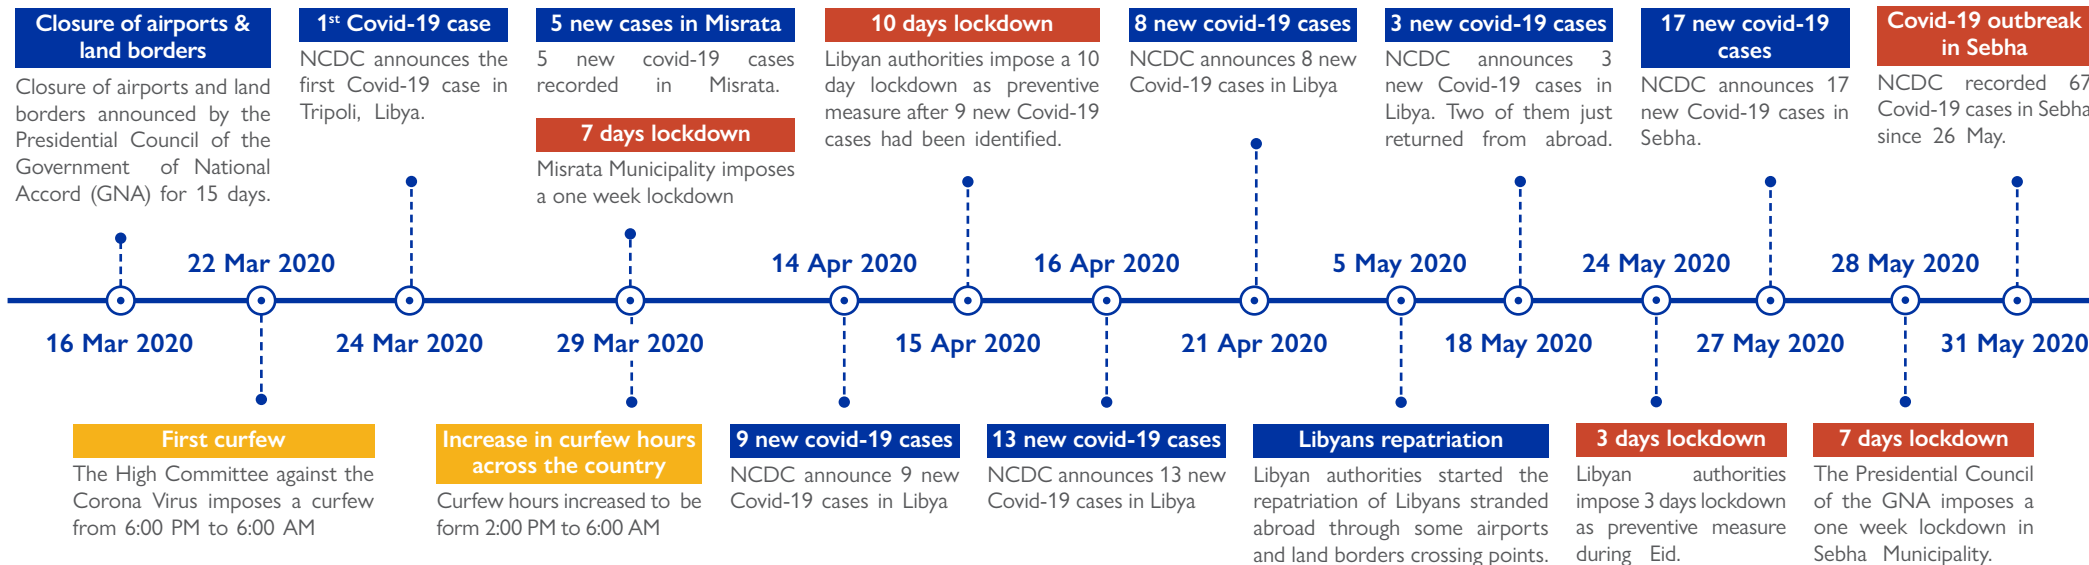 Closure of airports &
land borders
Closure of airports and land
borders announced by the
Presidential Council of the
Government of National
Accord (GNA) for 15 days.
1st Covid-19 case
NCDC announces the
first Covid-19 case in
Tripoli, Libya.
5 new cases in Misrata
5 new covid-19 cases
recorded in Misrata.
7 days lockdown
Misrata Municipality imposes
a one week lockdown
10 days lockdown
Libyan authorities impose a 10
day lockdown as preventive
measure after 9 new Covid-19
cases had been identified.
8 new covid-19 cases
NCDC announces 8 new
Covid-19 cases in Libya
3 new covid-19 cases
NCDC announces 3
new Covid-19 cases in
Libya. Two of them just
returned from abroad.
17 new covid-19
cases
NCDC announces 17
new Covid-19 cases in
Sebha.
Covid-19 outbreak
in Sebha
NCDC recorded 67
Covid-19 cases in Sebha
since 26 May.
22 Mar 2020
14 Apr 2020
16 Apr 2020
5 May 2020
24 May 2020
28 May 2020
16 Mar 2020
24 Mar 2020
29 Mar 2020
15 Apr 2020
21 Apr 2020
18 May 2020
27 May 2020
31 May 2020
First curfew
The High Committee against the
Corona Virus imposes a curfew
from 6:00 PM to 6:00 AM
Increase in curfew hours
across the country
Curfew hours increased to be
form 2:00 PM to 6:00 AM
9 new covid-19 cases
NCDC announce 9 new
Covid-19 cases in Libya
13 new covid-19 cases
NCDC announces 13 new
Covid-19 cases in Libya
Libyans repatriation
Libyan authorities started the
repatriation of Libyans stranded
abroad through some airports
and land borders crossing points.
3 days lockdown
Libyan authorities
impose 3 days lockdown
as preventive measure
during Eid.
7 days lockdown
The Presidential Council
of the GNA imposes a
one week lockdown in
Sebha Municipality.